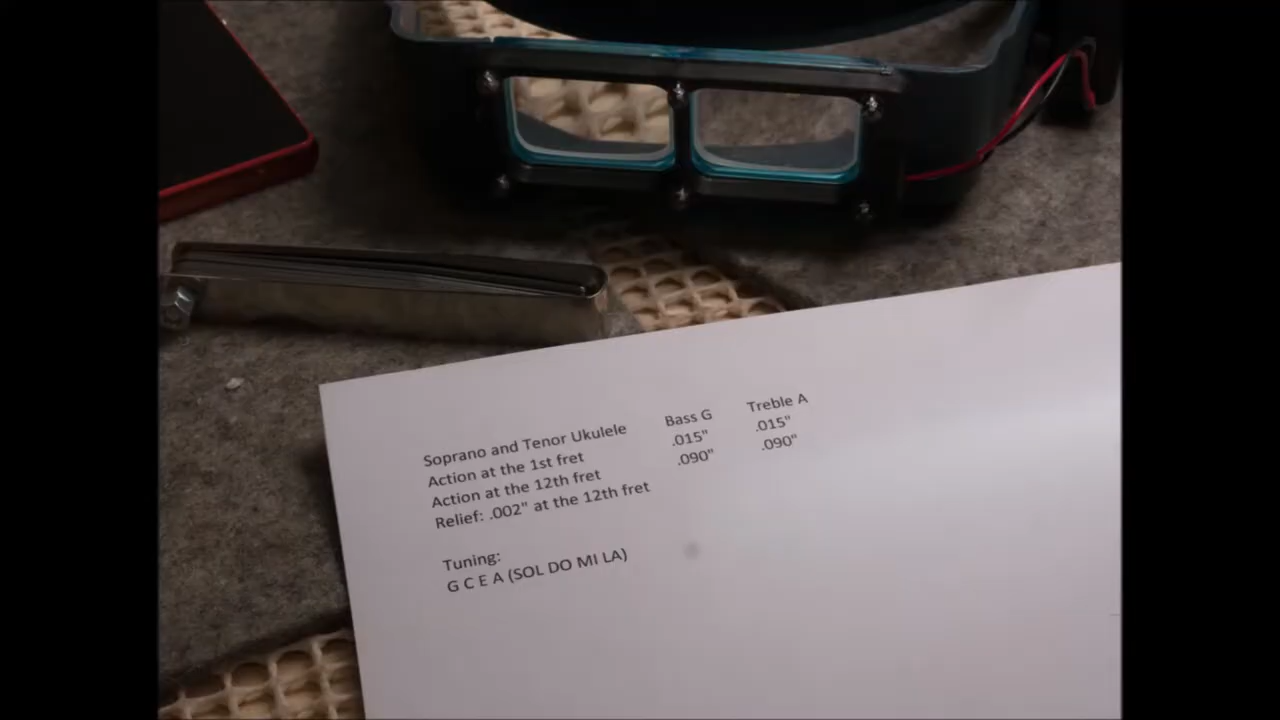 Soprano and Tenor Ukulele Bass G Treble A
Action at the 1st fret .015" .015"
Action at the 12th fret .090" .090"
Relief: .002" at the 12th fret
Tuning:
G C E A (SOL DO MI LA)